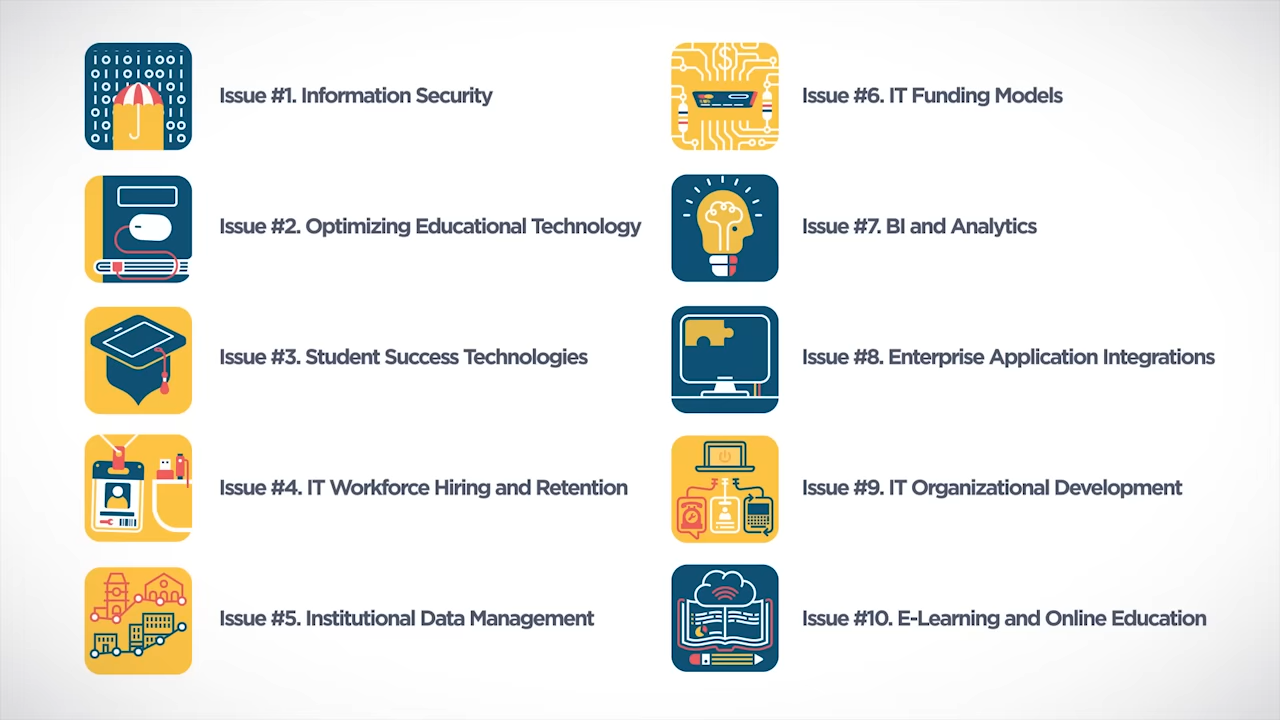 Issue #1. Information Security
Issue #2. Optimizing Educational Technology
Issue #3. Student Success Technologies
Issue #4. IT Workforce Hiring and Retention
Issue #5. Institutional Data Management
Issue #6. IT Funding Models
Issue #7. BI and Analytics
Issue #8. Enterprise Application Integrations
Issue #9. IT Organizational Development
Issue #10. E-Learning and Online Education